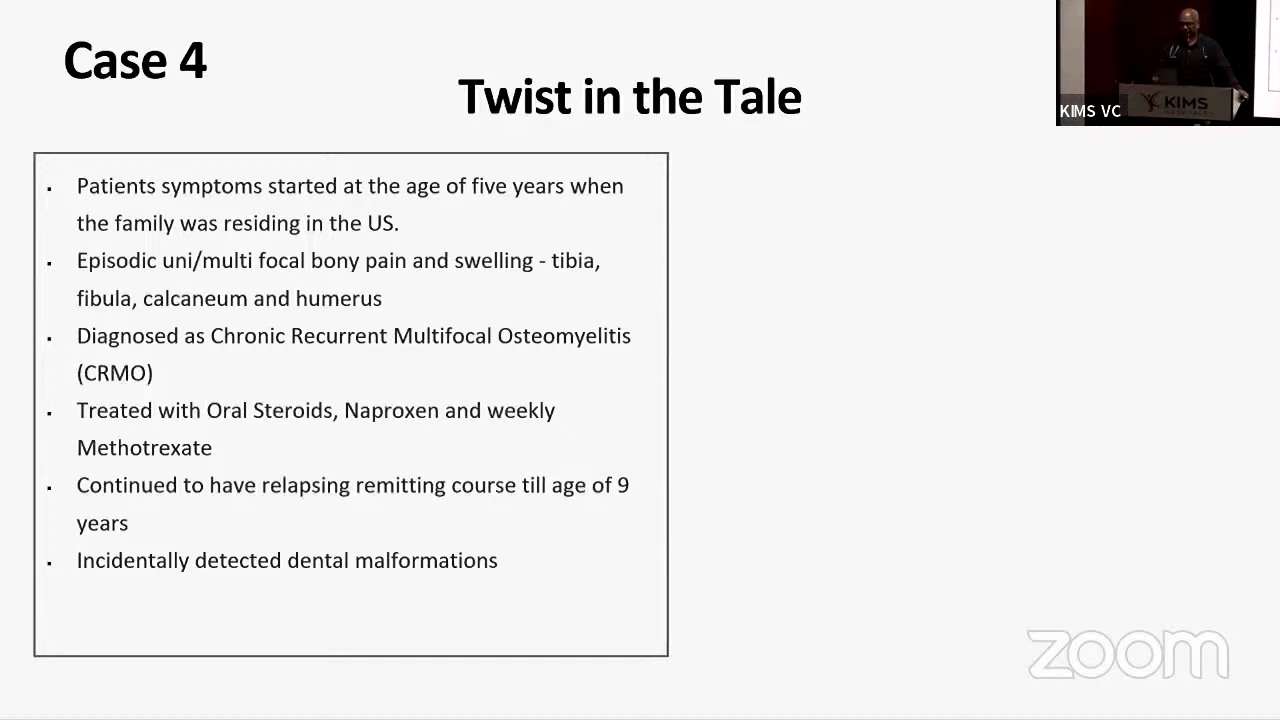 Case 4
Twist in the Tale
KIMS
KIMS VC
▪ Patients symptoms started at the age of five years when
the family was residing in the US.
▪ Episodic uni/multi focal bony pain and swelling - tibia,
fibula, calcaneum and humerus
▪ Diagnosed as Chronic Recurrent Multifocal Osteomyelitis
(CRMO)
▪ Treated with Oral Steroids, Naproxen and weekly
Methotrexate
▪ Continued to have relapsing remitting course till age of 9
years
▪ Incidentally detected dental malformations
zoom